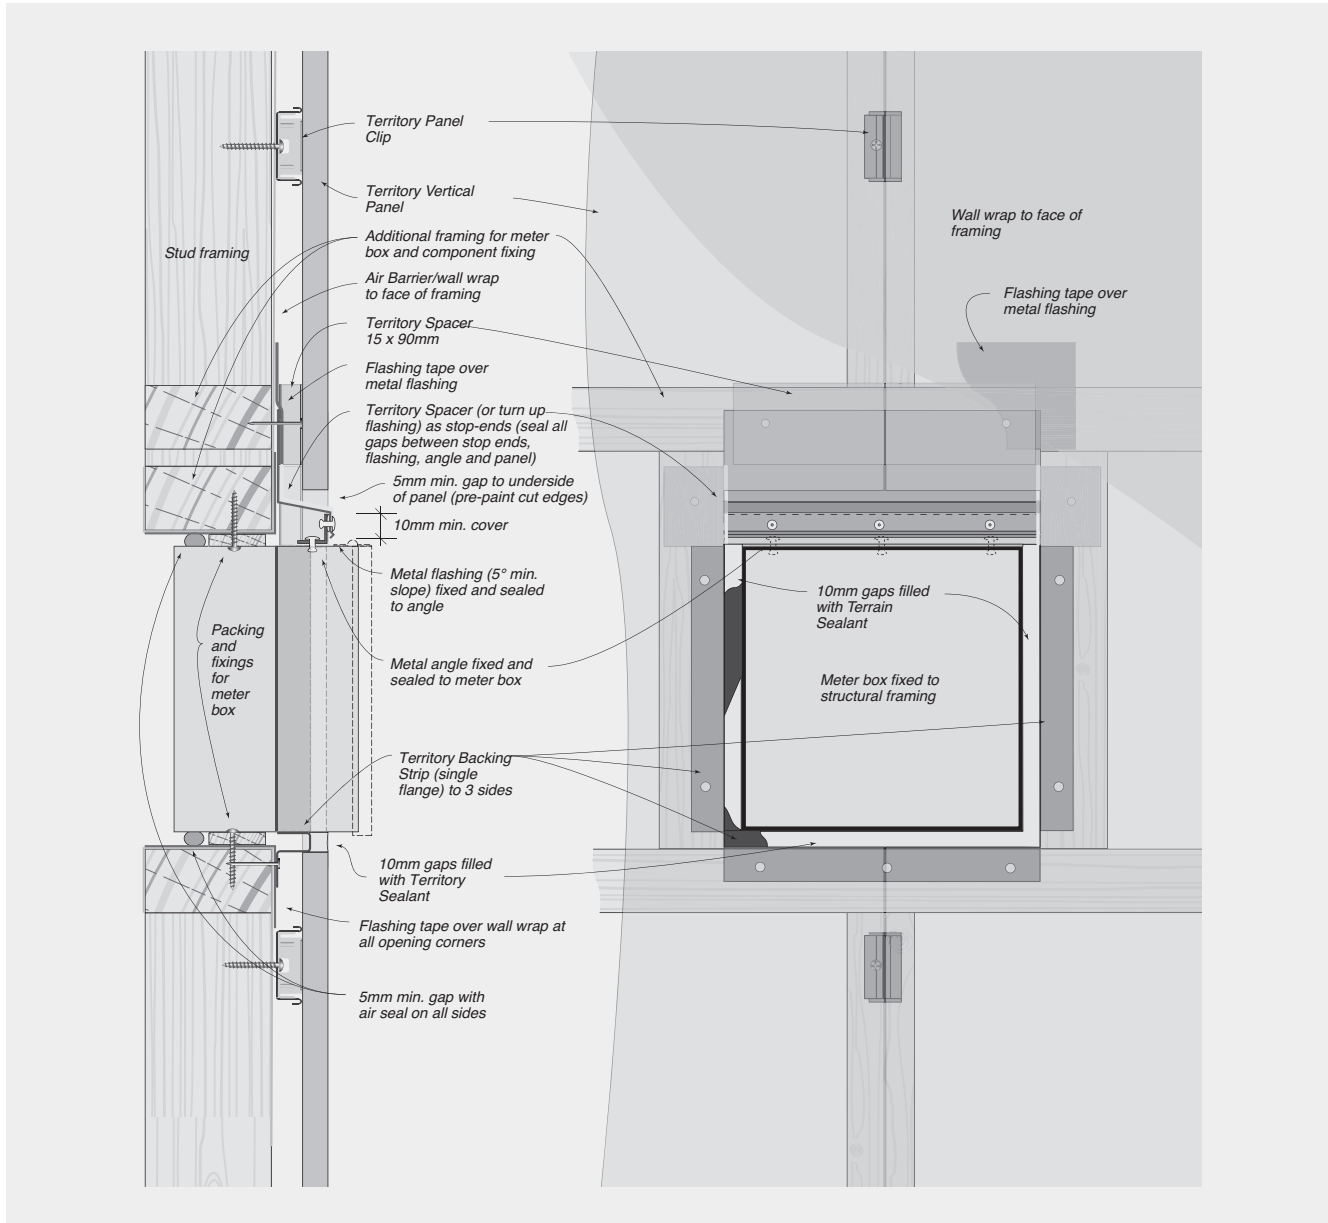 Territory Panel
Clip
Territory Vertical
Panel
Additional framing for meter
box and component fixing
Stud framing
Air Barrier/wall wrap
to face of framing
Territory Spacer
15 x 90mm
Flashing tape over
metal flashing
Territory Spacer (or turn up
flashing) as stop-ends (seal all
gaps between stop ends,
flashing, angle and panel)
5mm min. gap to underside
of panel (pre-paint cut edges)
10mm min. cover
Metal flashing (5° min.
slope) fixed and sealed
to angle
Packing
and
fixings
for
meter
box
Metal angle fixed and
sealed to meter box
Territory Backing
Strip (single
flange) to 3 sides
10mm gaps filled
with Territory
Sealant
Flashing tape over wall wrap at
all opening corners
5mm min. gap with
air seal on all sides
Wall wrap to face of
framing
Flashing tape over
metal flashing
10mm gaps filled
with Terrain
Sealant
Meter box fixed to
structural framing